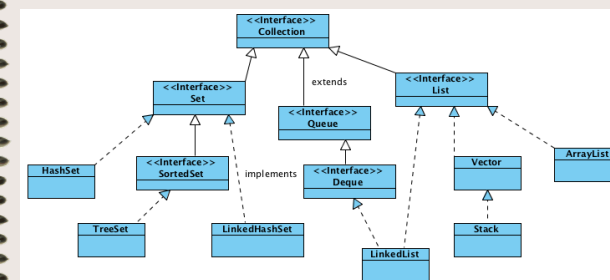 <<Interface>>
Collection
extends
<<Interface>>
Set
<<Interface>>
List
<<Interface>>
Queue
HashSet
<<Interface>>
SortedSet
implements
<<Interface>>
Deque
Vector
ArrayList
TreeSet
LinkedHashSet
LinkedList
Stack